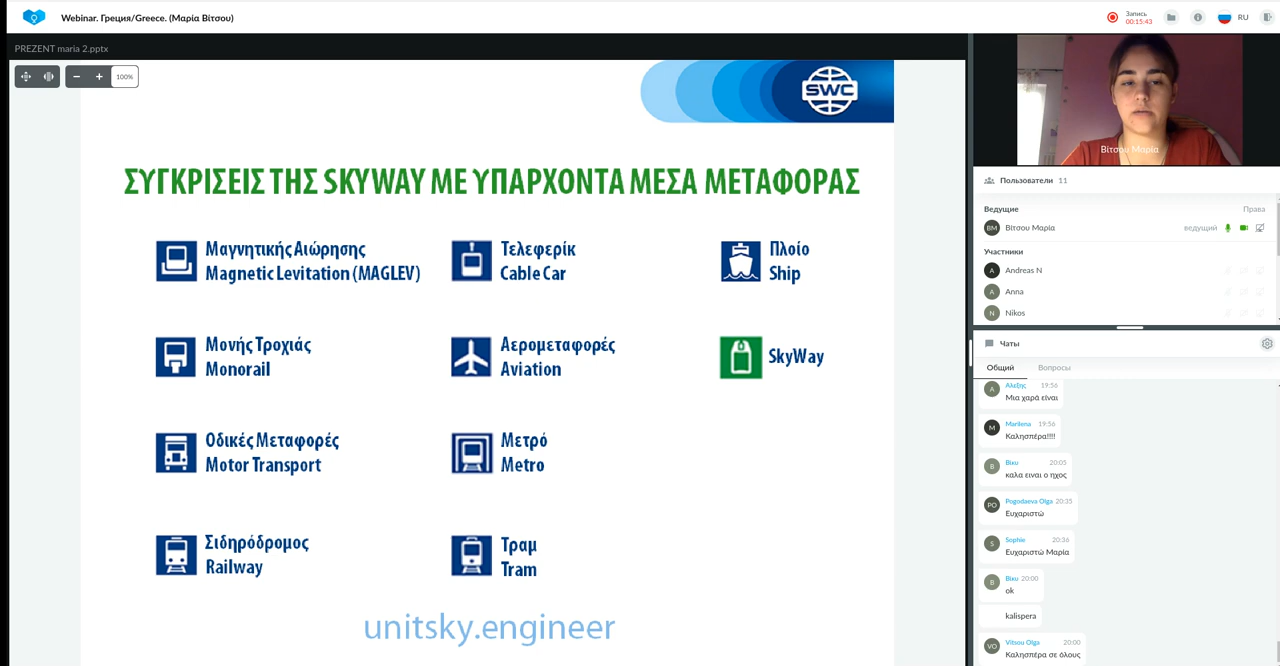 Webinar. Греция/Greece. (Μαρία Βίτσου)
Запись
00:15:43
RU
PREZENT maria 2.pptx
100%
SWC
ΣΥΓΚΡΙΣΕΙΣ ΤΗΣ SKYWAY ΜΕ ΥΠΑΡΧΟΝΤΑ ΜΕΣΑ ΜΕΤΑΦΟΡΑΣ
Μαγνητικής Αιώρησης
Magnetic Levitation (MAGLEV)
Τελεφερίκ
Cable Car
Πλοίο
Ship
Μονής Τροχιάς
Monorail
Αερομεταφορές
Aviation
SkyWay
Οδικές Μεταφορές
Motor Transport
Μετρό
Metro
Σιδηρόδρομος
Railway
Τραμ
Tram
unitsky.engineer
Βίτσου Μαρία
Пользователи 11
Ведущие
Права
ΒΜ
Βίτσου Μαρία
ведущий
Участники
A
Andreas N
A
Anna
N
Nikos
Чаты
Общий
Вопросы
A
Αλεξης 19:56
Μια χαρά είναι
M
Marilena 19:56
Καλησπέρα!!!!
B
Βικυ 20:05
καλα ειναι ο ηχος
PO
Pogodaeva Olga 20:35
Ευχαριστώ
S
Sophie 20:36
Ευχαριστώ Μαρία
B
Βικυ 20:00
ok
kalispera
VO
Vitsou Olga 20:00
Καλησπέρα σε όλους